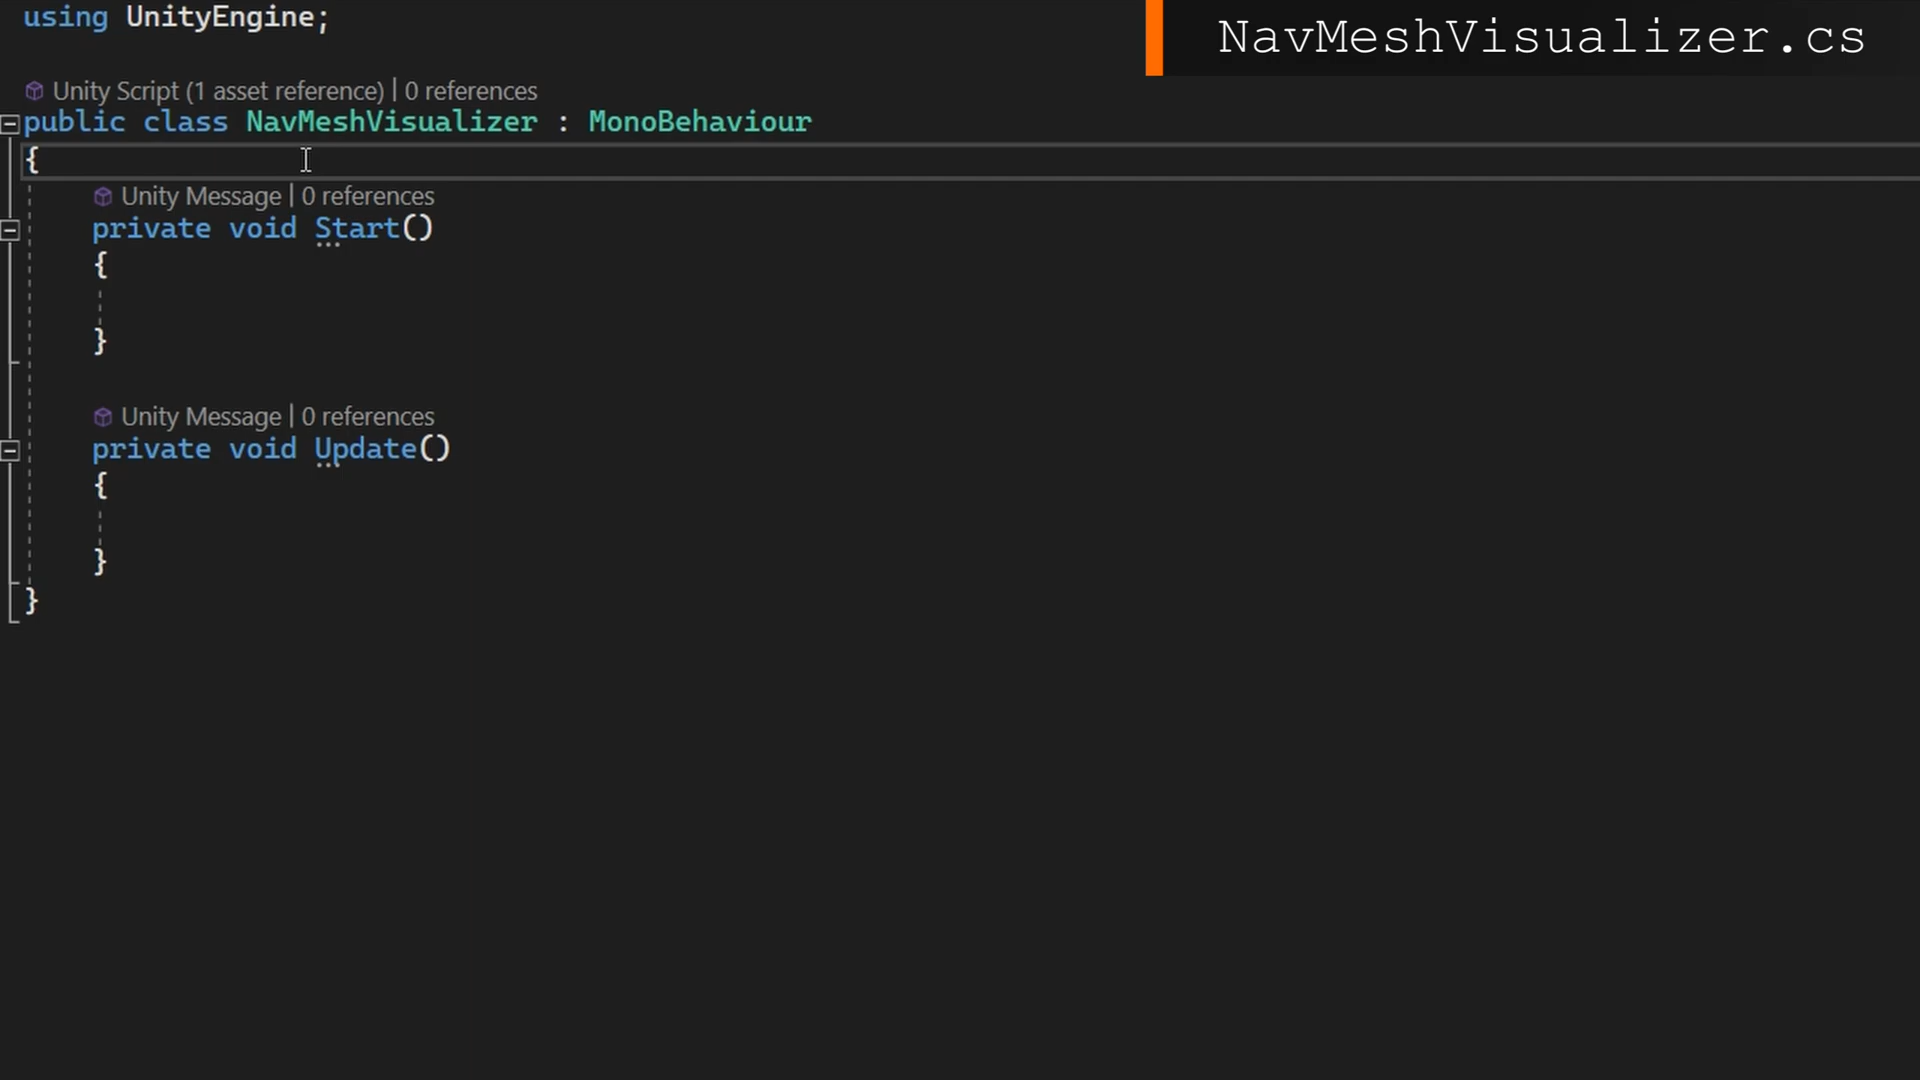 using UnityEngine;
NavMeshVisualizer.cs
Unity Script (1 asset reference) | 0 references
public class NavMeshVisualizer : MonoBehaviour
{
Unity Message | 0 references
private void Start()
{
}
Unity Message | 0 references
private void Update()
{
}
}